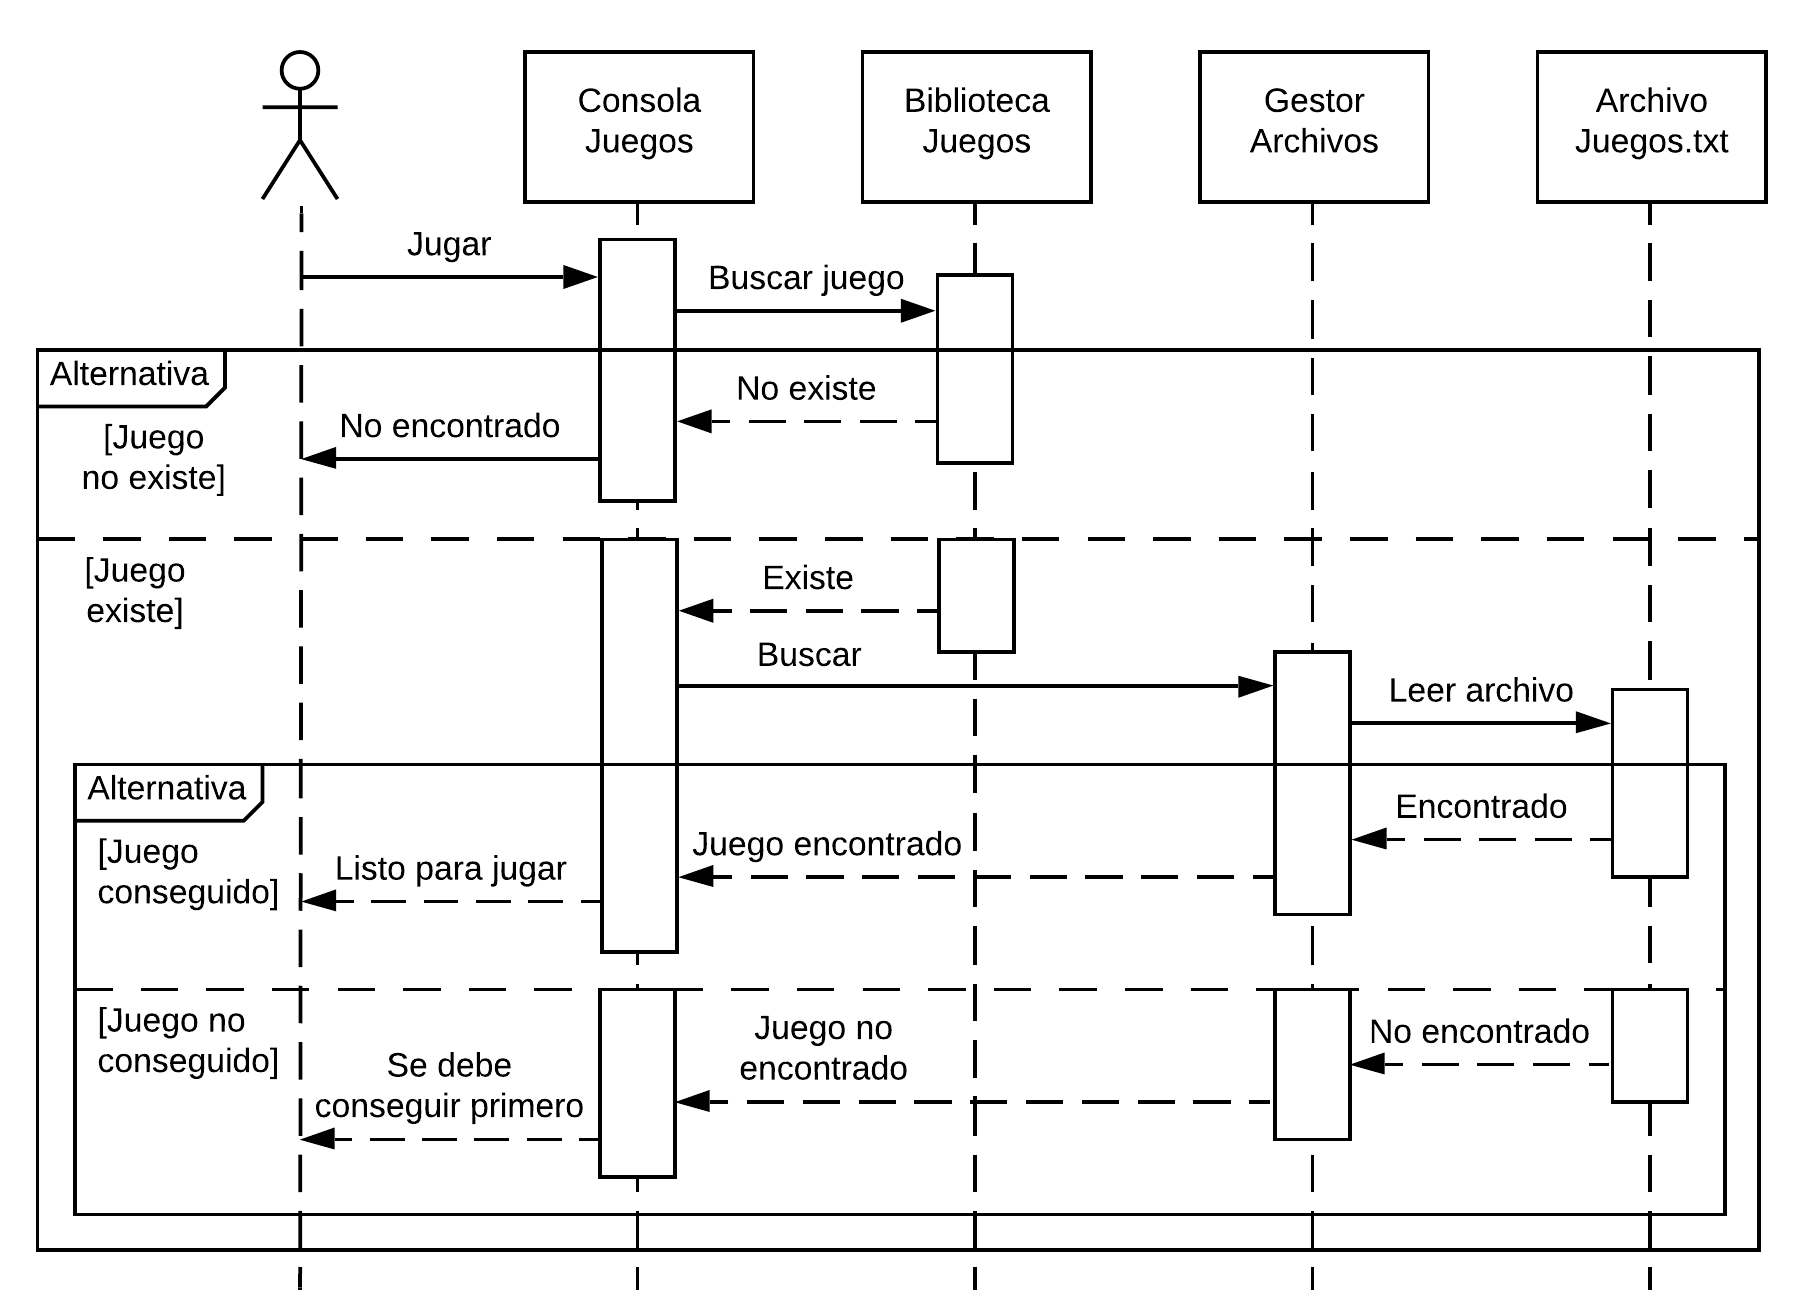 Consola
Juegos
Biblioteca
Juegos
Gestor
Archivos
Archivo
Juegos.txt
Jugar
Buscar juego
Alternativa
No existe
No encontrado
[Juego
no existe]
[Juego
existe]
Existe
Buscar
Leer archivo
Alternativa
Encontrado
Juego encontrado
[Juego
conseguido]
Listo para jugar
[Juego no
conseguido]
Juego no
encontrado
No encontrado
Se debe
conseguir primero